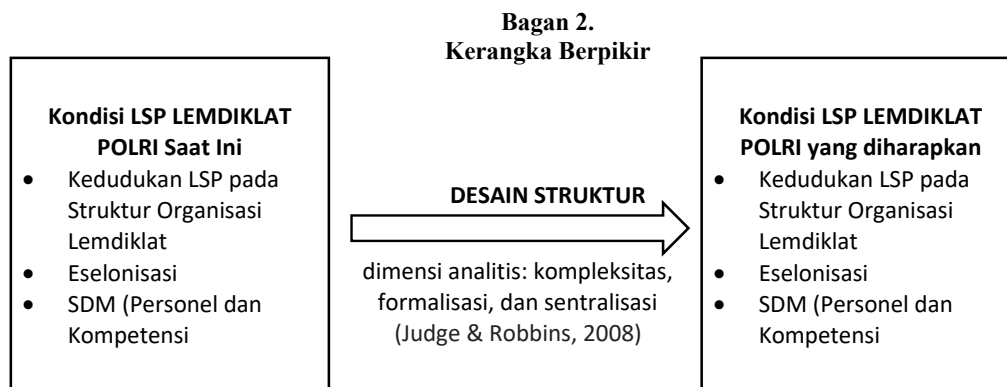 Bagan 2.
Kerangka Berpikir
Kondisi LSP LEMDIKLAT
POLRI Saat Ini
• Kedudukan LSP pada
Struktur Organisasi
Lemdiklat
• Eselonisasi
• SDM (Personel dan
Kompetensi
DESAIN STRUKTUR
dimensi analitis: kompleksitas,
formalisasi, dan sentralisasi
(Judge & Robbins, 2008)
Kondisi LSP LEMDIKLAT
POLRI yang diharapkan
• Kedudukan LSP pada
Struktur Organisasi
Lemdiklat
• Eselonisasi
• SDM (Personel dan
Kompetensi